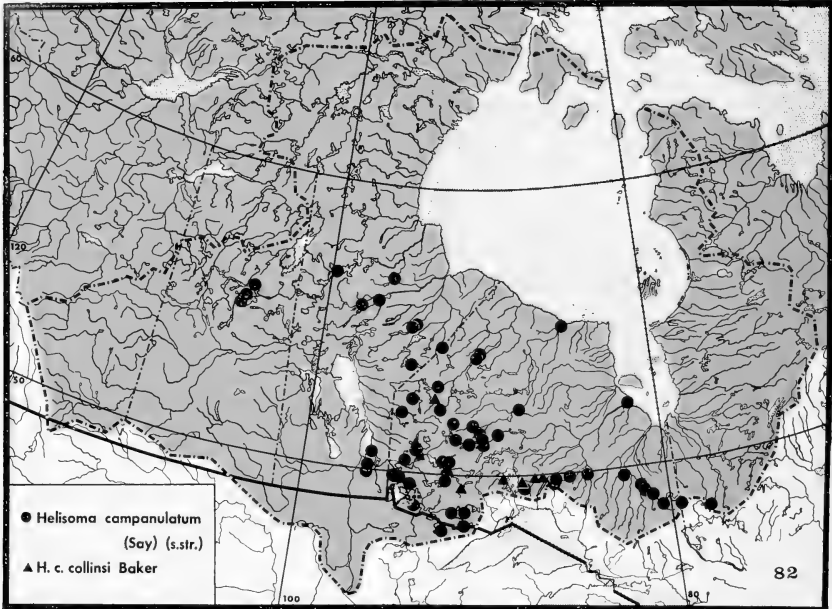 60
120
50
● Helisoma campanulatum
(Say) (s.str.)
▲ H. c. collinsi Baker
100
80
82